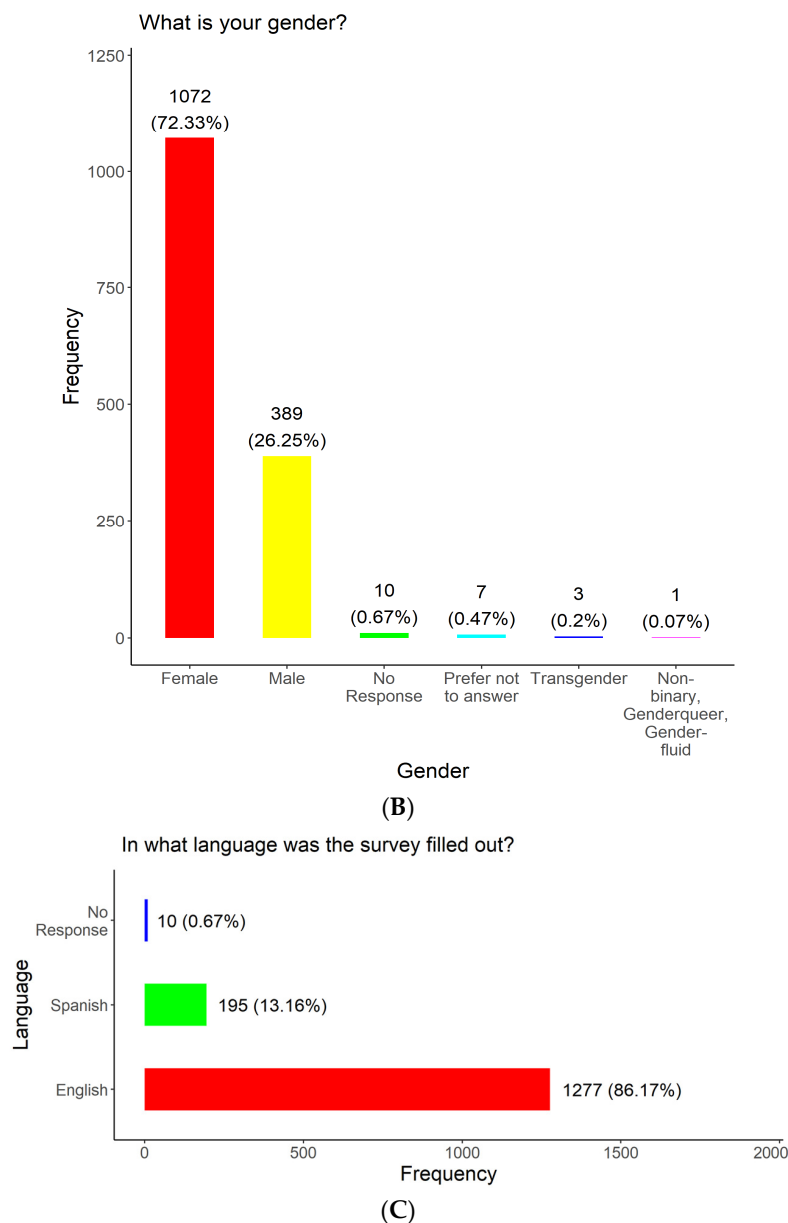 What is your gender?
1250
1000
750
500
250
0
Frequency
1072
(72.33%)
389
(26.25%)
10
(0.67%)
7
(0.47%)
3
(0.2%)
1
(0.07%)
Female
Male
No
Response
Prefer not
to answer
Transgender
Non-
binary,
Genderqueer,
Gender-
fluid
Gender
(B)
In what language was the survey filled out?
Language
No
Response
10 (0.67%)
Spanish
195 (13.16%)
English
1277 (86.17%)
0
500
1000
1500
2000
Frequency
(C)